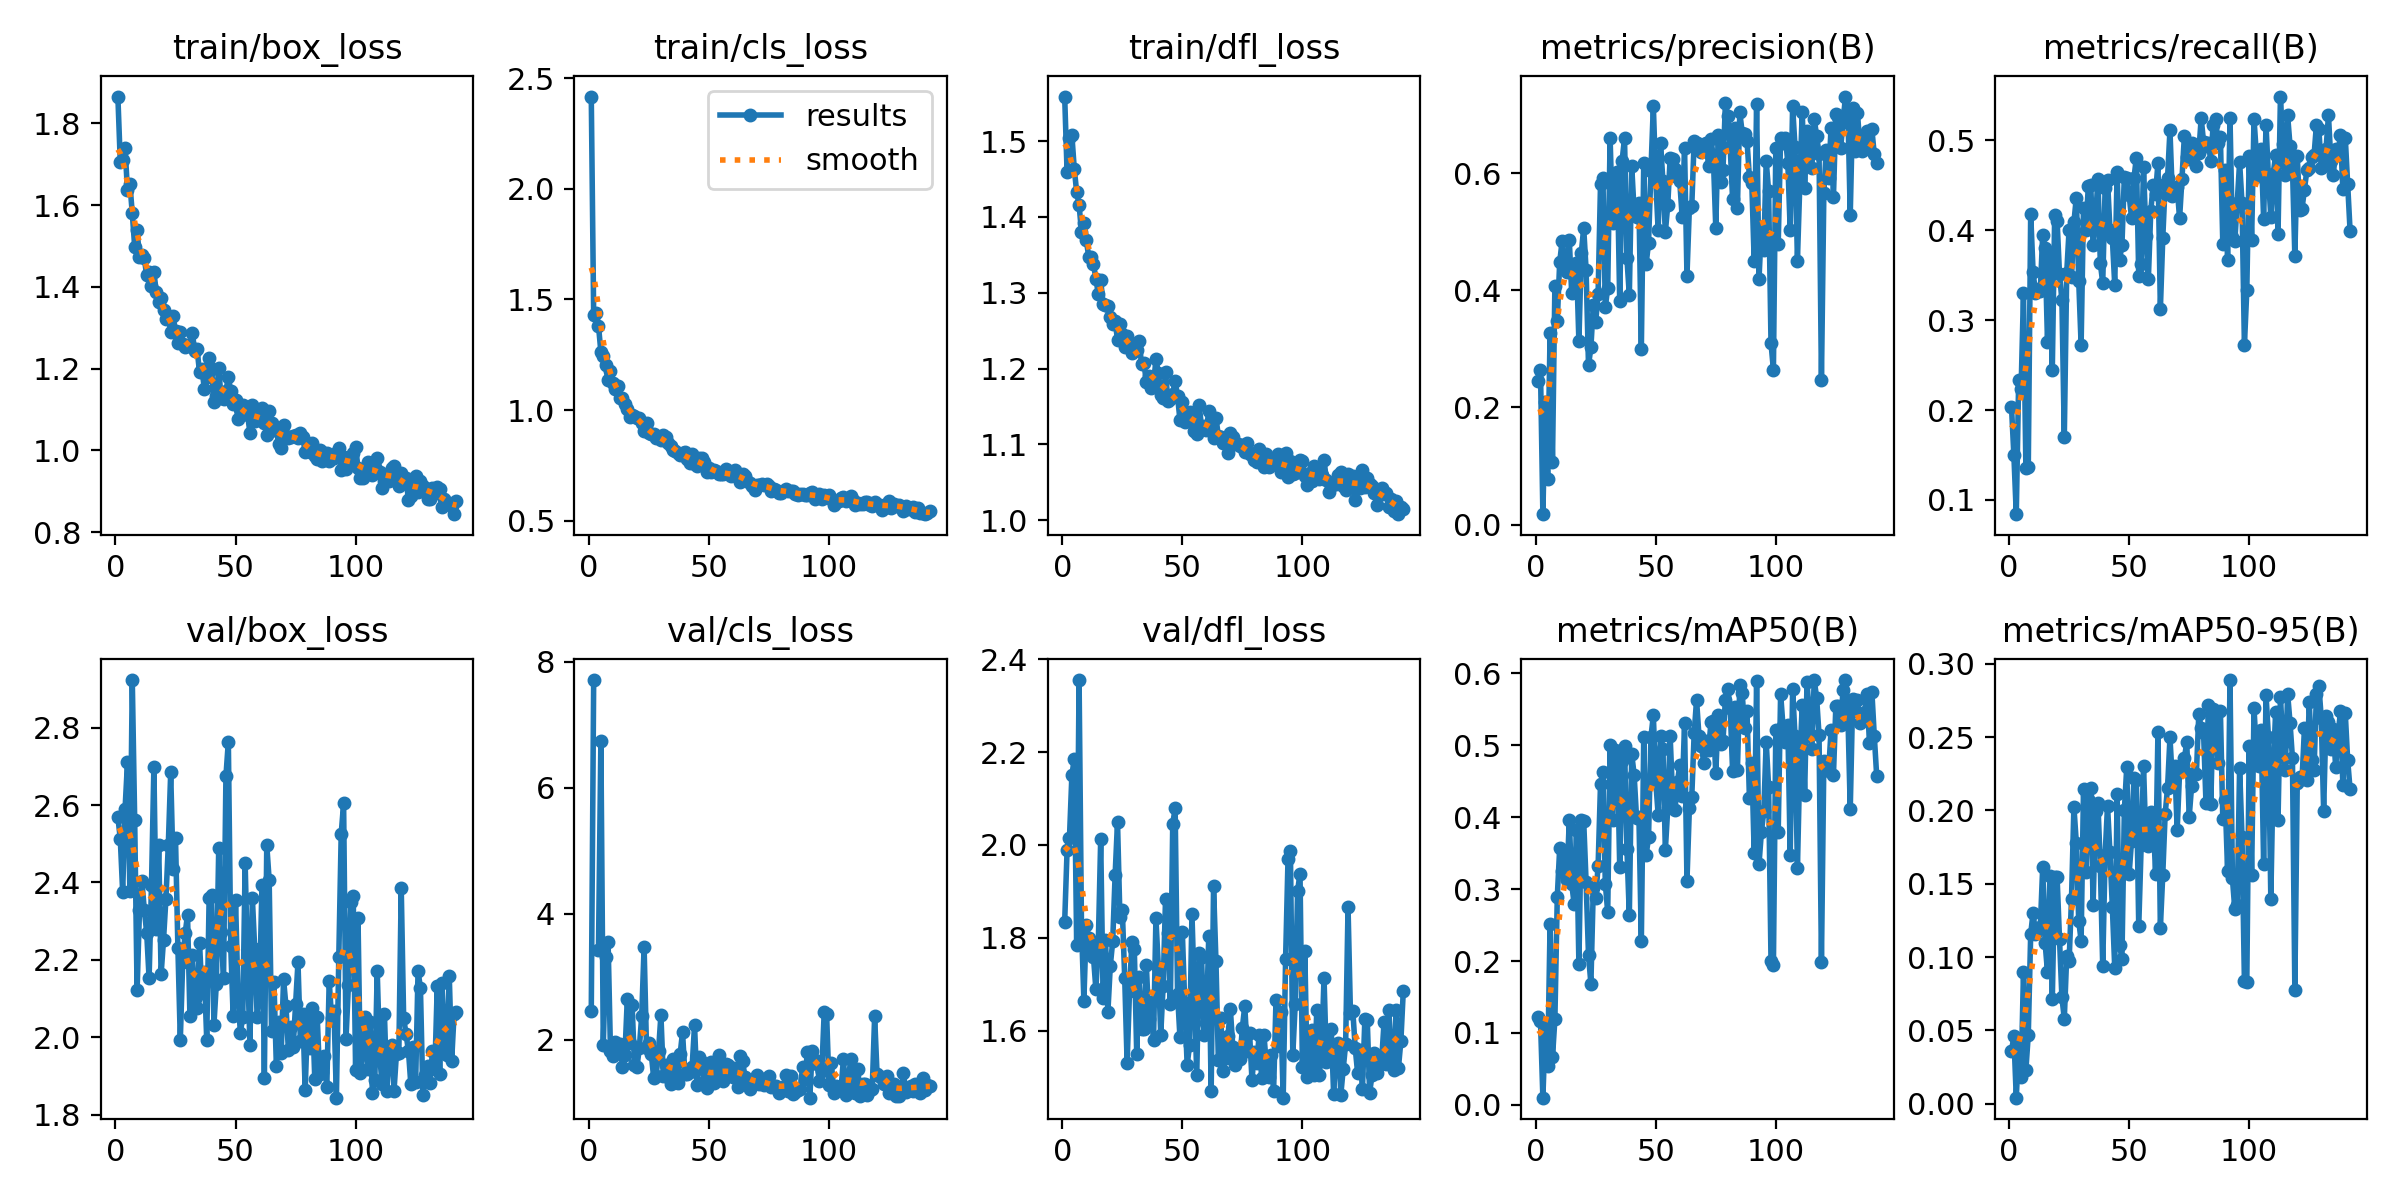 train/box_loss
1.8
1.6
1.4
1.2
1.0
0.8
0 50 100
train/cls_loss
results
smooth
2.5
2.0
1.5
1.0
0.5
0 50 100
train/dfl_loss
1.5
1.4
1.3
1.2
1.1
1.0
0 50 100
metrics/precision(B)
0.6
0.4
0.2
0.0
0 50 100
metrics/recall(B)
0.5
0.4
0.3
0.2
0.1
0 50 100
val/box_loss
2.8
2.6
2.4
2.2
2.0
1.8
0 50 100
val/cls_loss
8
6
4
2
0 50 100
val/dfl_loss
2.4
2.2
2.0
1.8
1.6
0 50 100
metrics/mAP50(B)
0.6
0.5
0.4
0.3
0.2
0.1
0.0
0 50 100
metrics/mAP50-95(B)
0.30
0.25
0.20
0.15
0.10
0.05
0.00
0 50 100